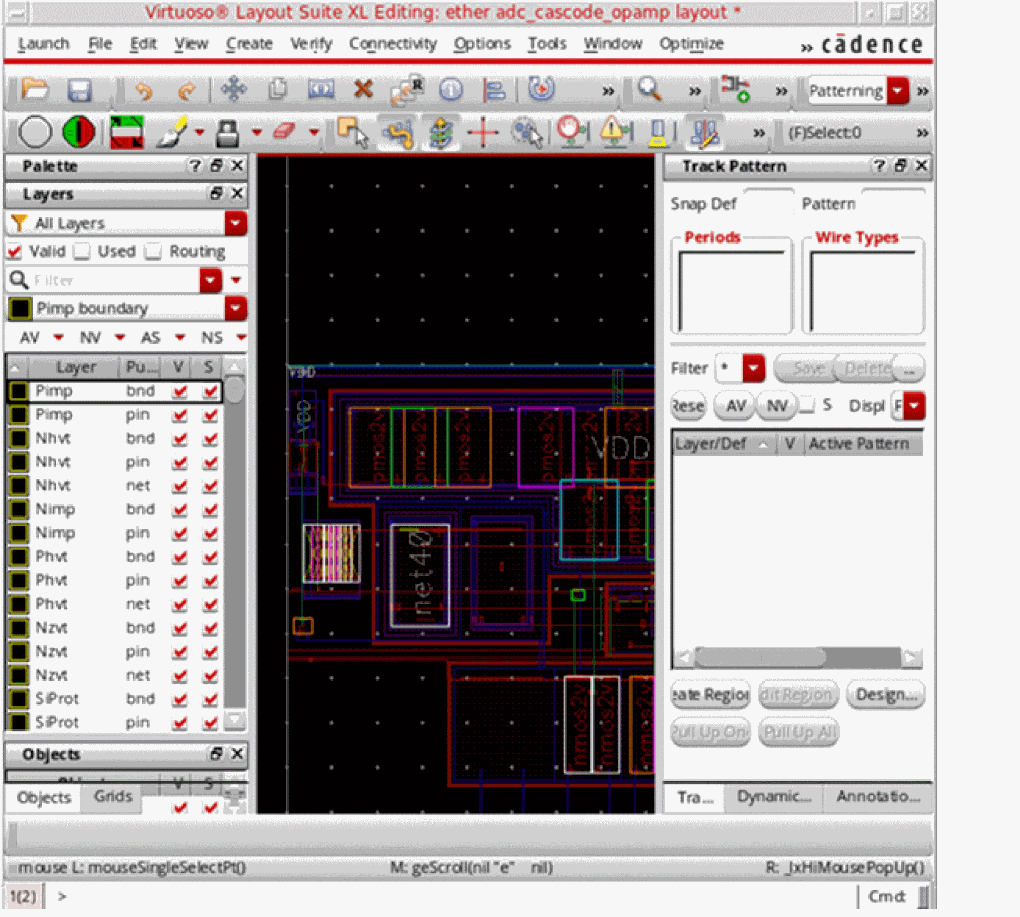 Virtuoso® Layout Suite XL Editing: ether adc_cascode_opamp layout *
Launch File Edit View Create Verify Connectivity Options Tools Window Optimize » cādence
» » » Patterning »
» (F)Select:0 »
Palette ? X
Layers X
All Layers
Valid Used Routing
Filter
Pimp boundary
AV NV AS NS
Layer Pu... V S
Pimp bnd
Pimp pin
Nhvt bnd
Nhvt pin
Nhvt net
Nimp bnd
Nimp pin
Phvt bnd
Phvt pin
Phvt net
Nzvt bnd
Nzvt pin
Nzvt net
SiProt bnd
SiProt pin
Objects X
V S
Objects Grids
VDD
VDD
pmos2v
pmos2v
pmos2v
VDD
net40
nmos2v
nmos2v
Track Pattern ? X
Snap Def Pattern
Periods Wire Types
Filter * Save Delete ...
Rese AV NV S Displ F
Layer/Def V Active Pattern
eate Region dit Region Design...
Pull Up On Pull Up All
Tra... Dynamic... Annotatio...
mouse L: mouseSingleSelectPt() M: geScroll(nil "e" nil) R: _lxHiMousePopUp()
1(2) > Cmd: